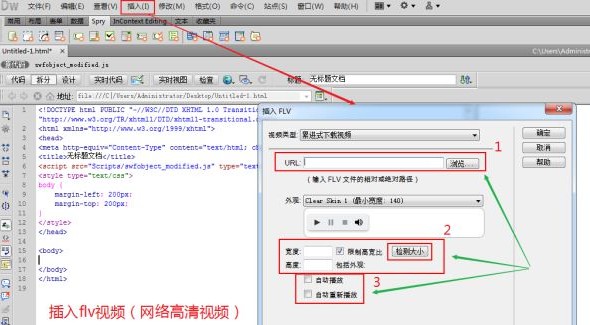 Dw 文件(F) 编辑(E) 查看(V) 插入(I) 修改(M) 格式(O) 命令(C) 站点(S) 窗口(W) 帮助(H)
常用 布局 表单 数据 Spry InContext Editing 文本 收藏夹
Untitled-1.html* C:\Users\Administr
源代码 swfobject_modified.js
代码 拆分 设计 实时代码 实时视图 检查 标题: 无标题文档
地址: file:///C|/Users/Administrator/Desktop/Untitled-1.html
1 <!DOCTYPE html PUBLIC "-//W3C//DTD XHTML 1.0 Transition
"http://www.w3.org/TR/xhtml1/DTD/xhtml1-transitional.d
2 <html xmlns="http://www.w3.org/1999/xhtml">
3 <head>
4 <meta http-equiv="Content-Type" content="text/html; ch
5 <title>无标题文档</title>
6 <script src="Scripts/swfobject_modified.js" type="text
7 <style type="text/css">
8 body {
9 margin-left: 200px;
10 margin-top: 200px;
11 }
12 </style>
13 </head>
14
15 <body>
16
17 </body>
18 </html>
19
插入flv视频（网络高清视频）
插入 FLV
视频类型: 累进式下载视频
确定
取消
帮助
1
URL: 浏览...
(输入 FLV 文件的相对或绝对路径)
外观: Clear Skin 1 (最小宽度: 140)
2
宽度: 限制高宽比 检测大小
高度: 包括外观:
3
自动播放
自动重新播放